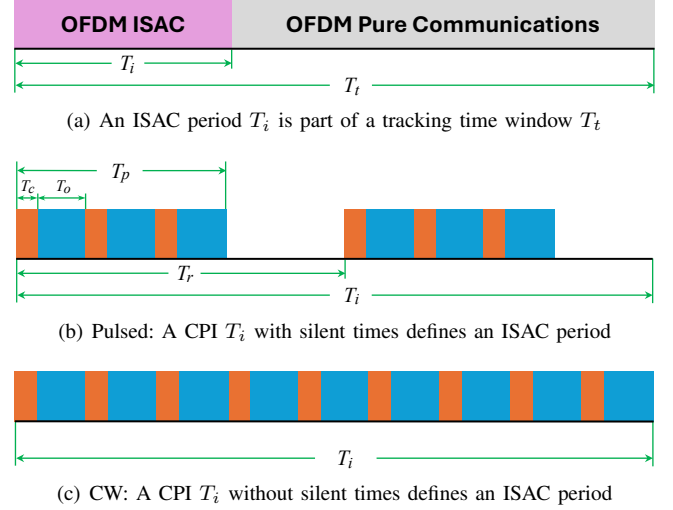 OFDM ISAC OFDM Pure Communications
T_i
T_t
(a) An ISAC period T_i is part of a tracking time window T_t
T_p
T_c T_o
T_r
T_i
(b) Pulsed: A CPI T_i with silent times defines an ISAC period
T_i
(c) CW: A CPI T_i without silent times defines an ISAC period